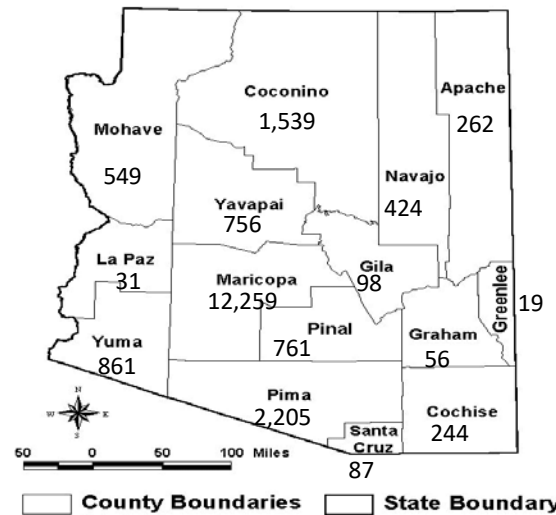 Coconino
1,539
Apache
262
Mohave
549
Navajo
424
Yavapai
756
La Paz
31
Maricopa
12,259
Gila
98
Greenlee
19
Pinal
761
Graham
56
Yuma
861
Pima
2,205
Cochise
244
Santa
Cruz
87
N
W E
S
50 0 50 100 Miles
County Boundaries State Boundary